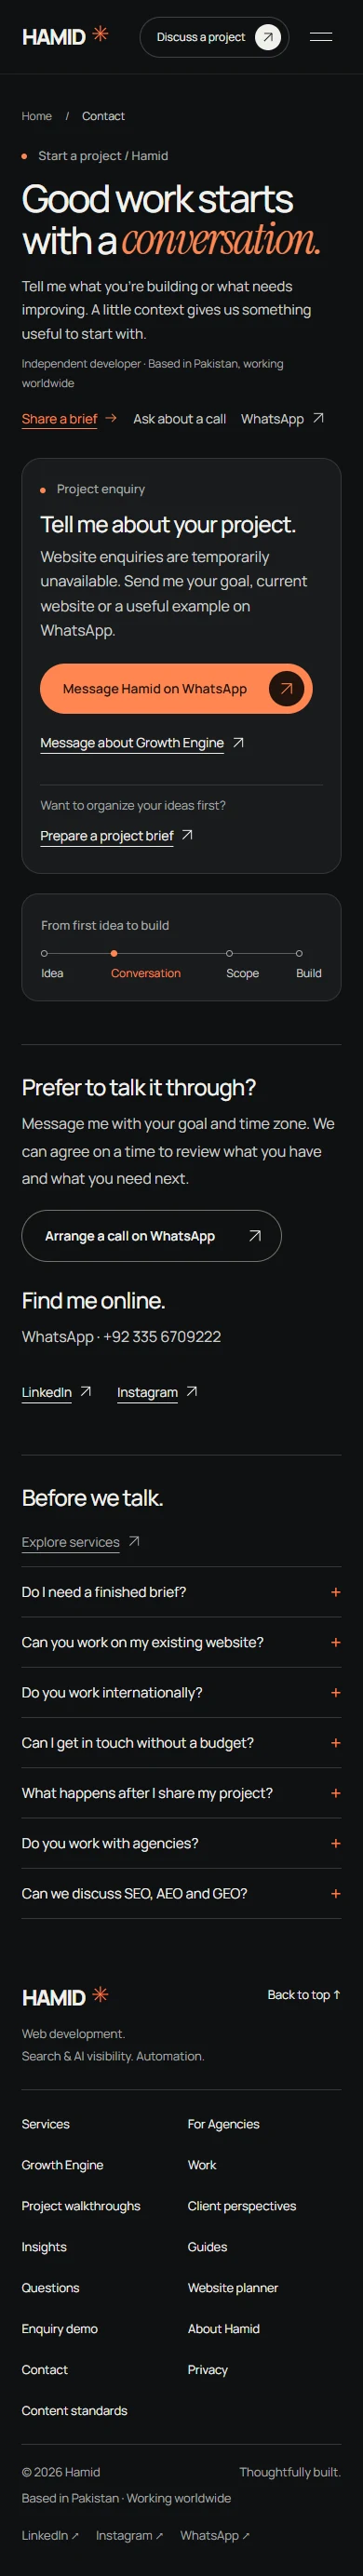 HAMID
Discuss a project
Home / Contact
Start a project / Hamid
Good work starts
with a conversation.
Tell me what you're building or what needs
improving. A little context gives us something
useful to start with.
Independent developer · Based in Pakistan, working
worldwide
Share a brief → Ask about a call WhatsApp ↗
Project enquiry
Tell me about your project.
Website enquiries are temporarily
unavailable. Send me your goal, current
website or a useful example on
WhatsApp.
Message Hamid on WhatsApp
Message about Growth Engine
Want to organize your ideas first?
Prepare a project brief
From first idea to build
Idea Conversation Scope Build
Prefer to talk it through?
Message me with your goal and time zone. We
can agree on a time to review what you have
and what you need next.
Arrange a call on WhatsApp
Find me online.
WhatsApp · +92 335 6709222
LinkedIn Instagram
Before we talk.
Explore services
Do I need a finished brief? +
Can you work on my existing website? +
Do you work internationally? +
Can I get in touch without a budget? +
What happens after I share my project? +
Do you work with agencies? +
Can we discuss SEO, AEO and GEO? +
HAMID
Back to top ↑
Web development.
Search & AI visibility. Automation.
Services For Agencies
Growth Engine Work
Project walkthroughs Client perspectives
Insights Guides
Questions Website planner
Enquiry demo About Hamid
Contact Privacy
Content standards
© 2026 Hamid Thoughtfully built.
Based in Pakistan · Working worldwide
LinkedIn ↗ Instagram ↗ WhatsApp ↗